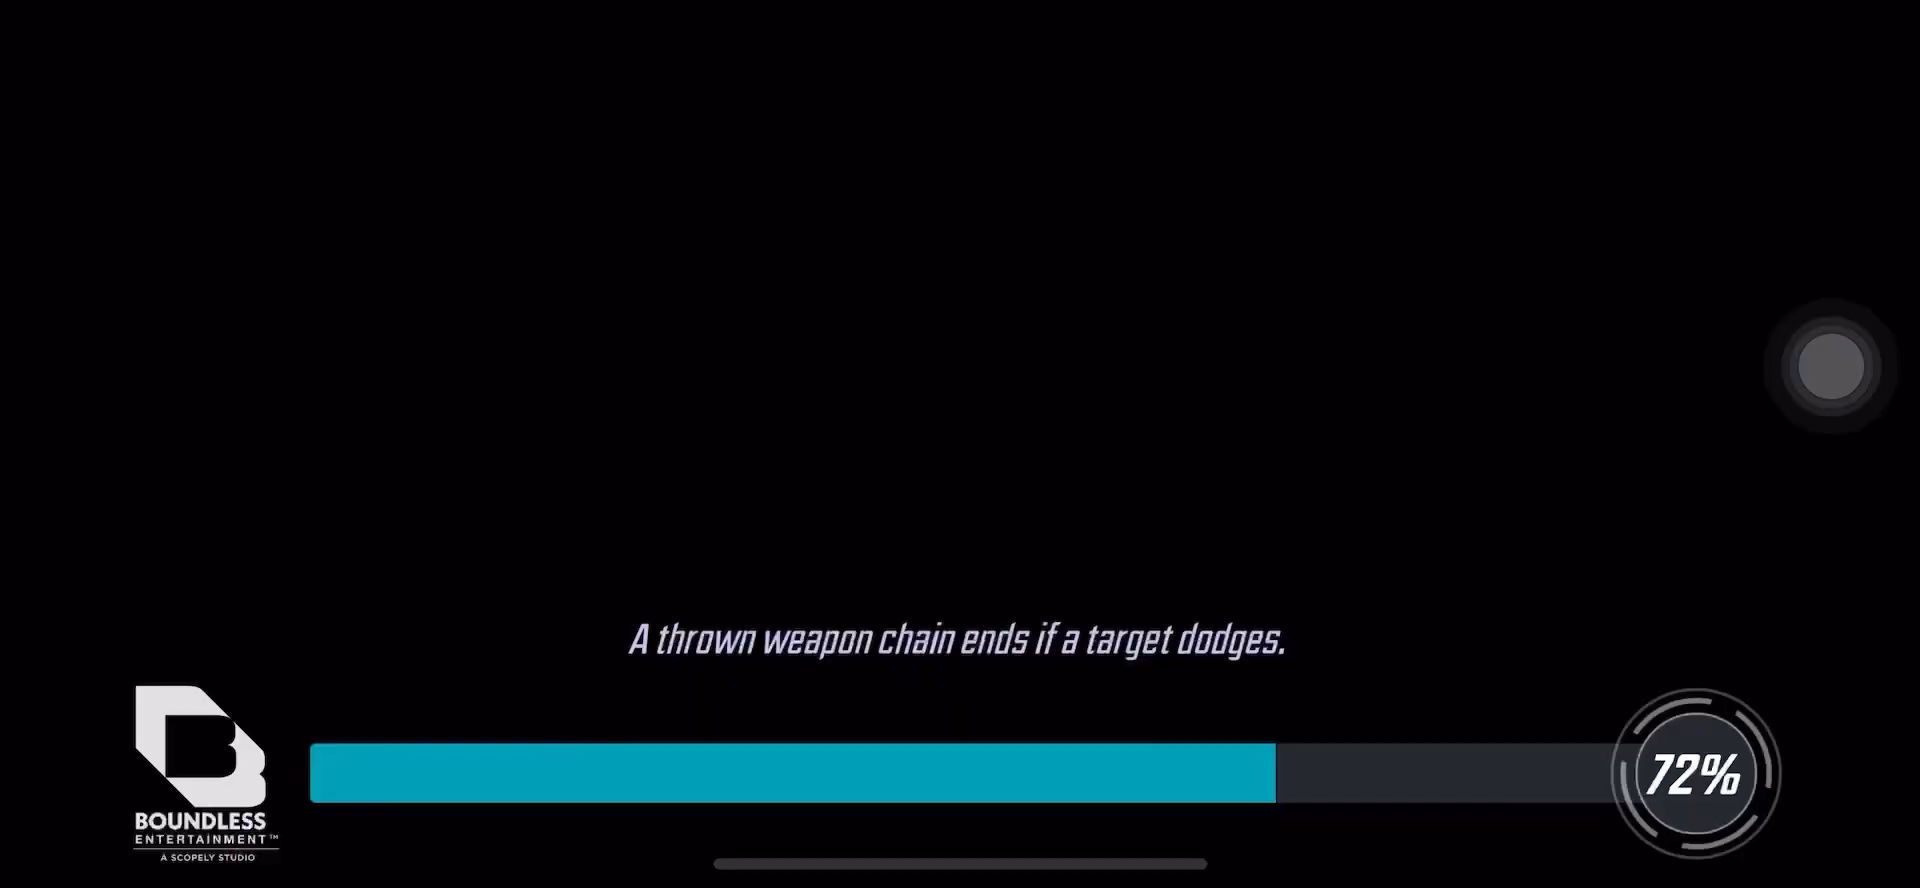 A thrown weapon chain ends if a target dodges.
72%
BOUNDLESS
ENTERTAINMENT™
A SCOPELY STUDIO